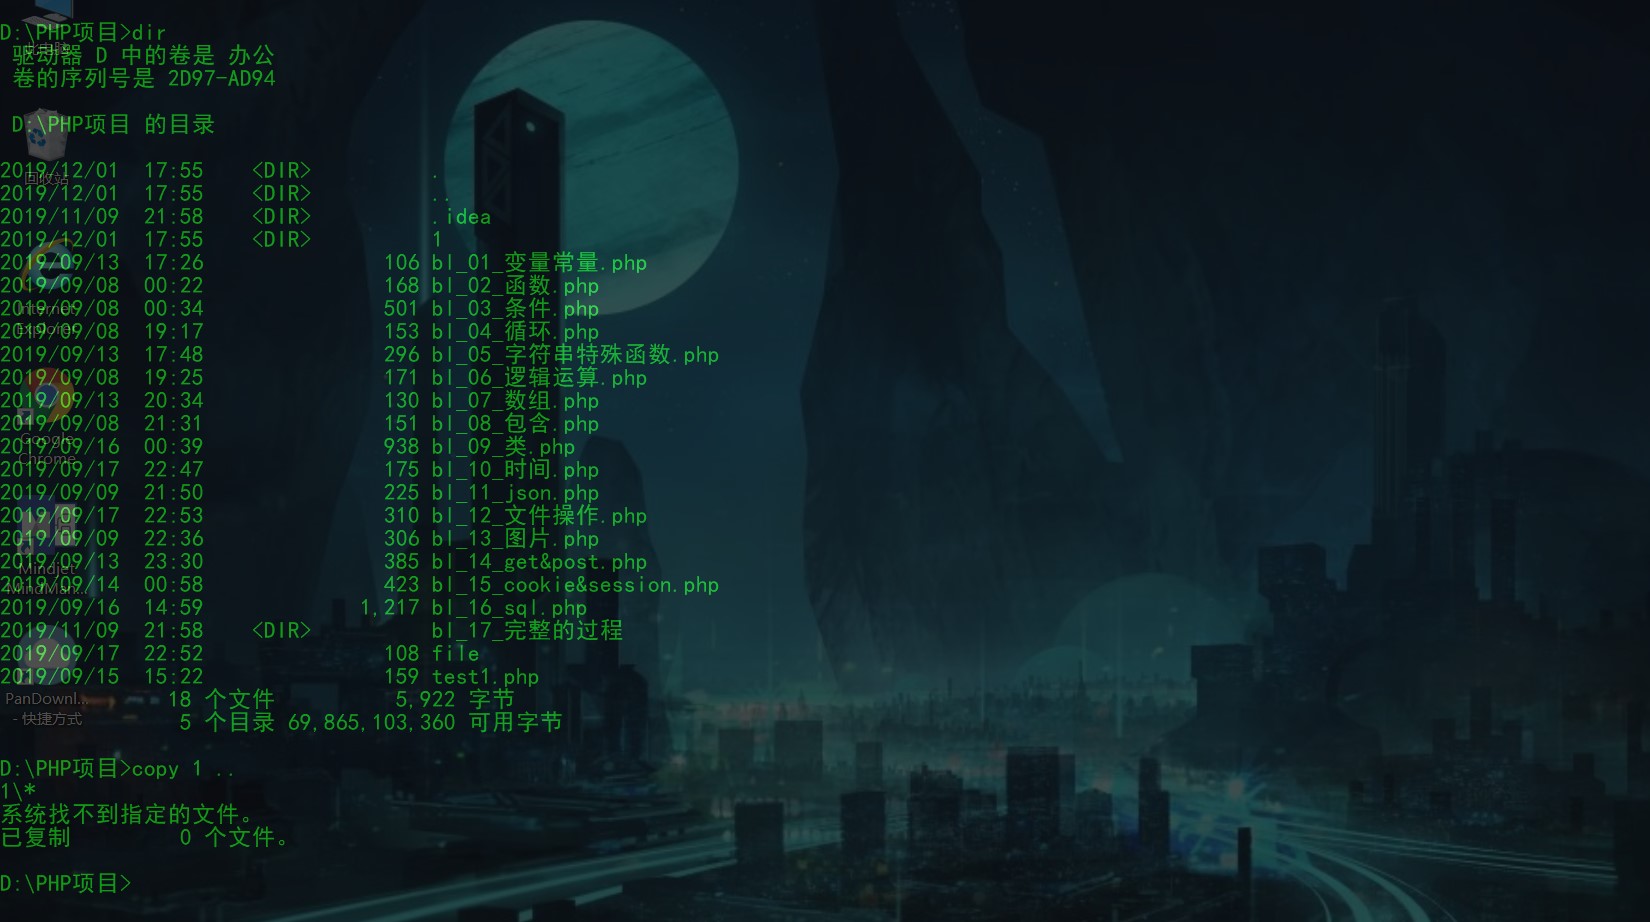 D:\PHP项目>dir
驱动器 D 中的卷是 办公
卷的序列号是 2D97-AD94
D:\PHP项目 的目录
2019/12/01 17:55 <DIR> .
2019/12/01 17:55 <DIR> ..
2019/11/09 21:58 <DIR> .idea
2019/12/01 17:55 <DIR> 1
2019/09/13 17:26 106 bl_01_变量常量.php
2019/09/08 00:22 168 bl_02_函数.php
2019/09/08 00:34 501 bl_03_条件.php
2019/09/08 19:17 153 bl_04_循环.php
2019/09/13 17:48 296 bl_05_字符串特殊函数.php
2019/09/08 19:25 171 bl_06_逻辑运算.php
2019/09/13 20:34 130 bl_07_数组.php
2019/09/08 21:31 151 bl_08_包含.php
2019/09/16 00:39 938 bl_09_类.php
2019/09/17 22:47 175 bl_10_时间.php
2019/09/09 21:50 225 bl_11_json.php
2019/09/17 22:53 310 bl_12_文件操作.php
2019/09/09 22:36 306 bl_13_图片.php
2019/09/13 23:30 385 bl_14_get&post.php
2019/09/14 00:58 423 bl_15_cookie&session.php
2019/09/16 14:59 1,217 bl_16_sql.php
2019/11/09 21:58 <DIR> bl_17_完整的过程
2019/09/17 22:52 108 file
2019/09/15 15:22 159 test1.php
18 个文件 5,922 字节
5 个目录 69,865,103,360 可用字节
D:\PHP项目>copy 1 ..
1\*
系统找不到指定的文件。
已复制 0 个文件。
D:\PHP项目>
此电脑
回收站
Internet
Explorer
Google
Chrome
Mindjet
MindMan...
PanDownl...
- 快捷方式